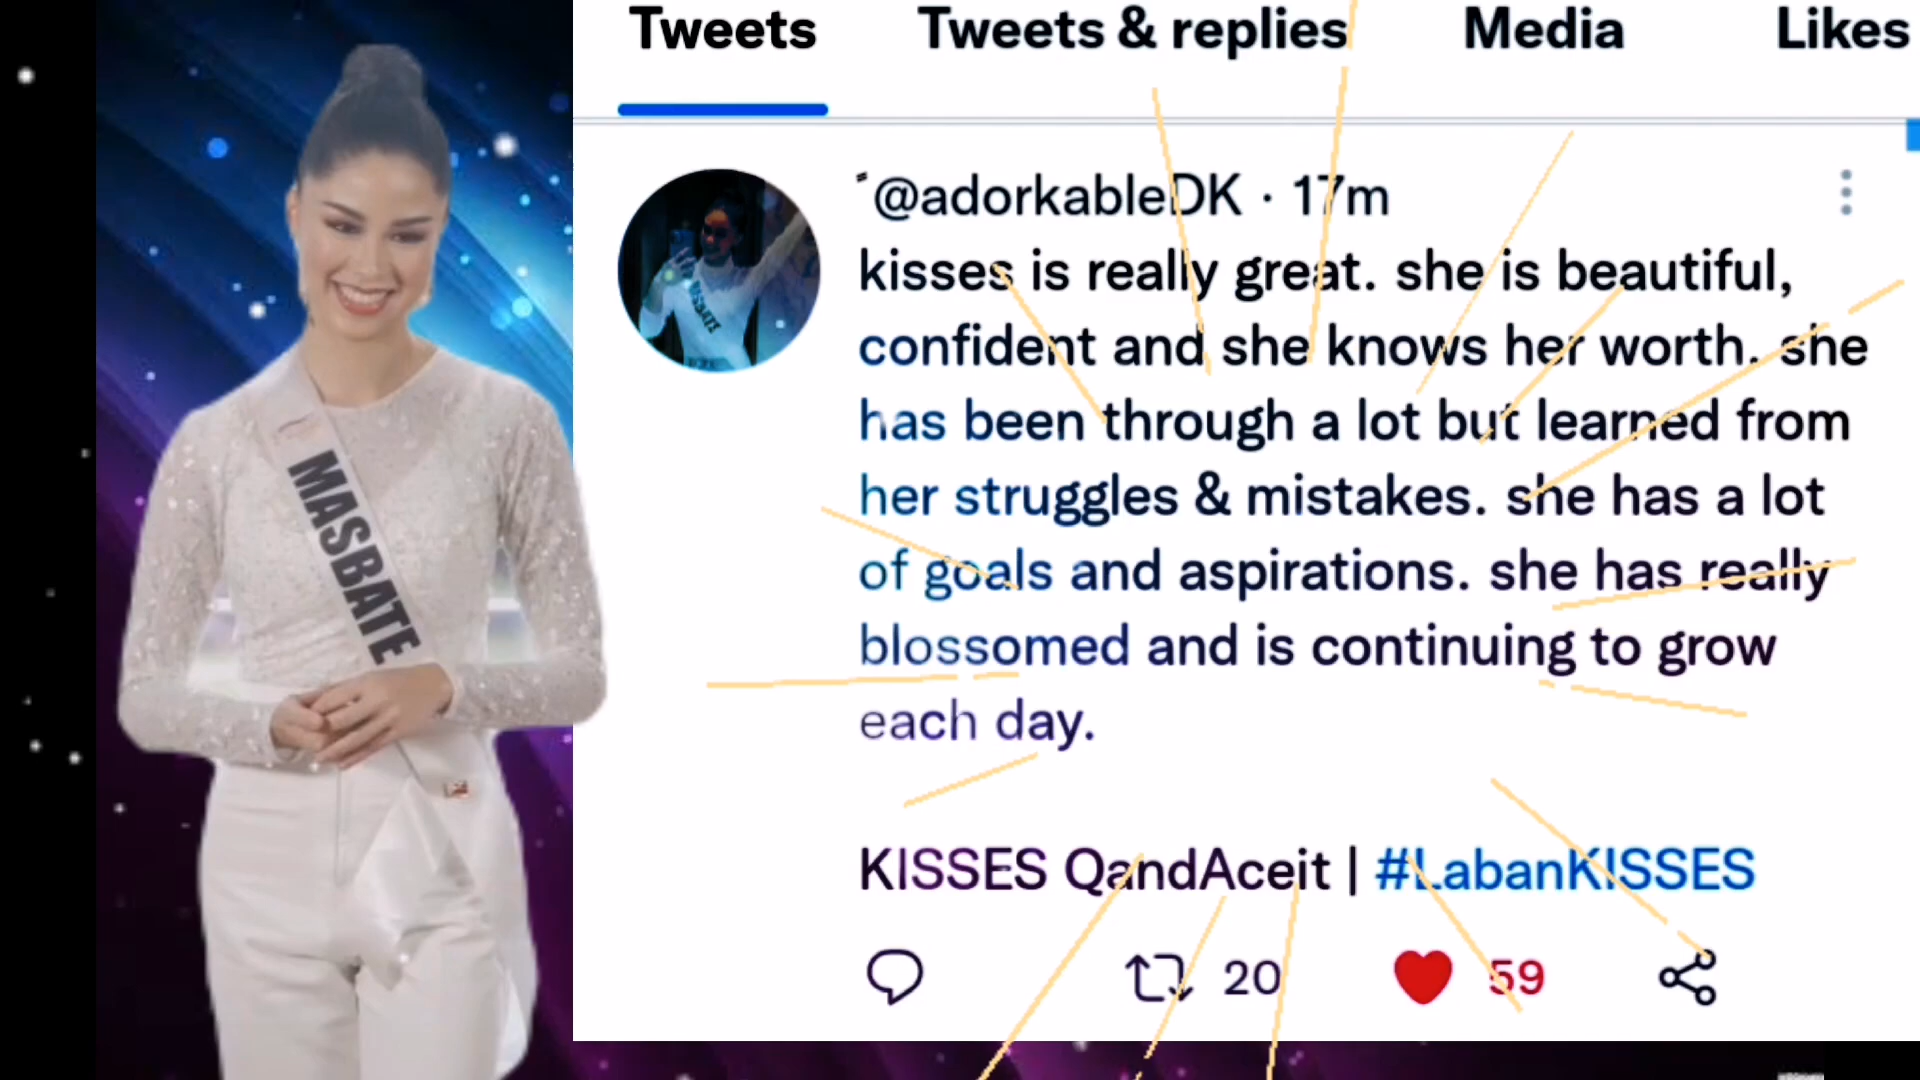 Tweets Tweets & replies Media Likes
@adorkableDK · 17m
kisses is really great. she is beautiful,
confident and she knows her worth. she
has been through a lot but learned from
her struggles & mistakes. she has a lot
of goals and aspirations. she has really
blossomed and is continuing to grow
each day.
KISSES QandAceit | #LabanKISSES
20 59
MASBATE
MASBATE